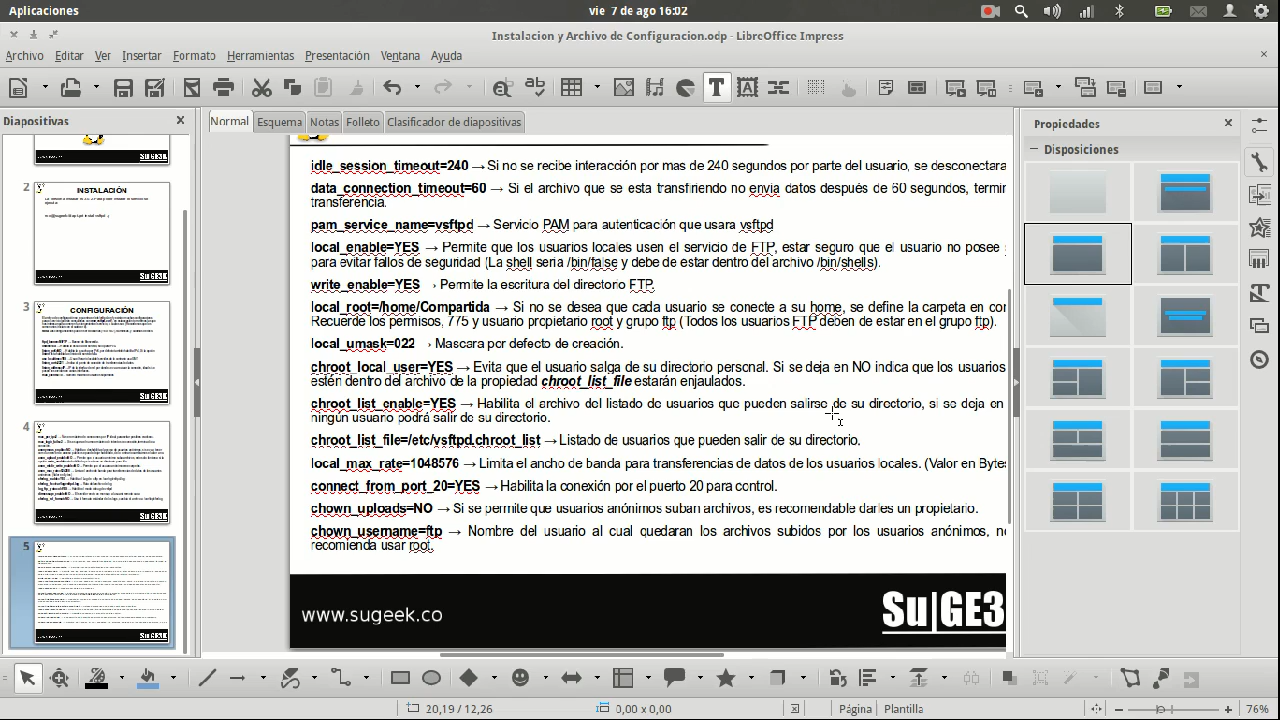 Aplicaciones
vie 7 de ago 16:02
Instalacion y Archivo de Configuracion.odp - LibreOffice Impress
Archivo Editar Ver Insertar Formato Herramientas Presentación Ventana Ayuda
Diapositivas
Normal Esquema Notas Folleto Clasificador de diapositivas
Propiedades
Disposiciones
2
INSTALACIÓN
3
CONFIGURACIÓN
4
5
idle_session_timeout=240 → Si no se recibe interacción por mas de 240 segundos por parte del usuario, se desconectara
data_connection_timeout=60 → Si el archivo que se esta transfiriendo no envía datos después de 60 segundos, termin
transferencia.
pam_service_name=vsftpd → Servicio PAM para autenticación que usara vsftpd
local_enable=YES → Permite que los usuarios locales usen el servicio de FTP, estar seguro que el usuario no posee
para evitar fallos de seguridad (La shell seria /bin/false y debe de estar dentro del archivo /bin/shells).
write_enable=YES → Permite la escritura del directorio FTP.
local_root=/home/Compartida → Si no se desea que cada usuario se conecte a su home, se define la carpeta en con
Recuerde los permisos, 775 y usuario propietario root y grupo ftp (Todos los usuarios FTP deben de estar en el grupo ftp).
local_umask=022 → Mascara por defecto de creación.
chroot_local_user=YES → Evita que el usuario salga de su directorio personal. Si se deja en NO indica que los usuarios
estén dentro del archivo de la propiedad chroot_list_file estarán enjaulados.
chroot_list_enable=YES → Habilita el archivo del listado de usuarios que pueden salirse de su directorio, si se deja en
ningún usuario podrá salir de su directorio.
chroot_list_file=/etc/vsftpd.chroot_list → Listado de usuarios que pueden salir de su directorio.
local_max_rate=1048576 → Limita el ancho de banda para transferencias de datos de los usuarios locales. (Valor en Bytes
connect_from_port_20=YES → Habilita la conexión por el puerto 20 para control.
chown_uploads=NO → Si se permite que usuarios anónimos suban archivos, es recomendable darles un propietario.
chown_username=ftp → Nombre del usuario al cual quedaran los archivos subidos por los usuarios anónimos, n
recomienda usar root.
www.sugeek.co
Su|GE3
20,19 / 12,26
0,00 x 0,00
Página
Plantilla
76%